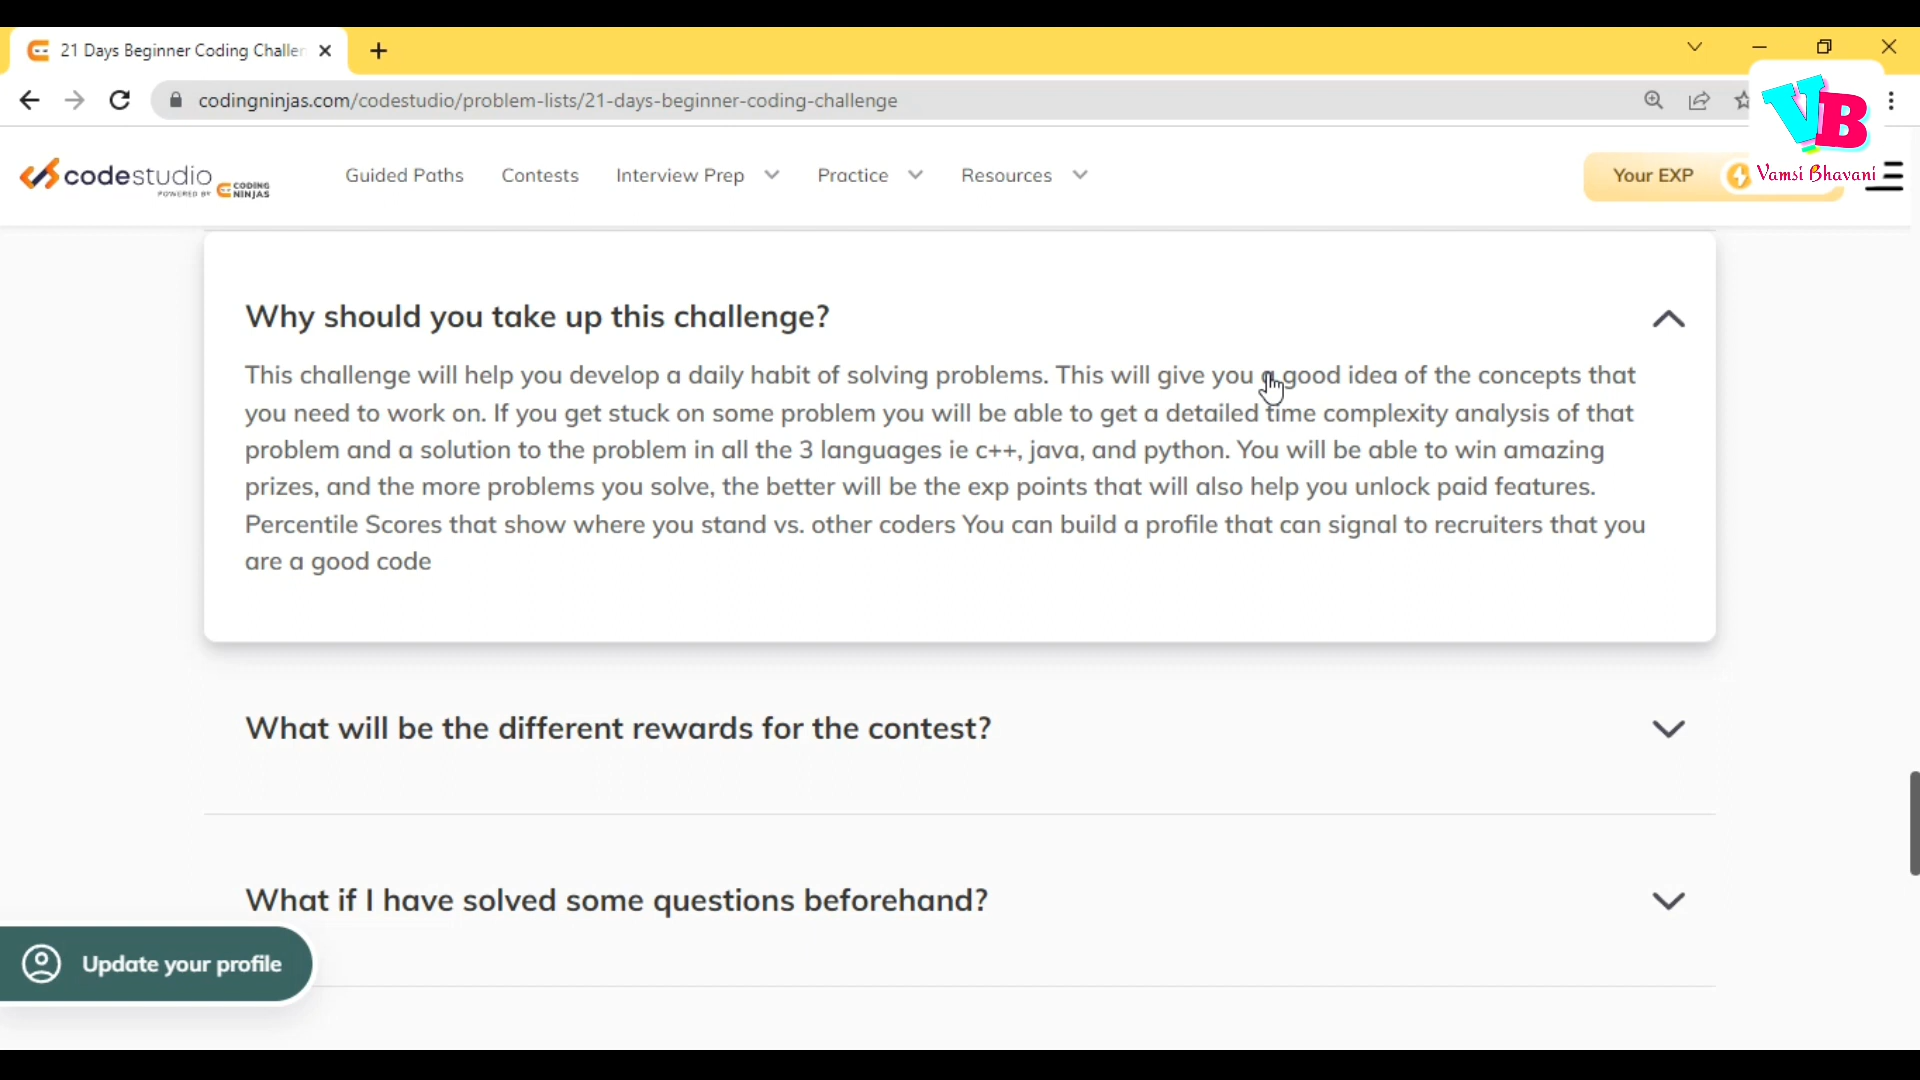 21 Days Beginner Coding Challen
codingninjas.com/codestudio/problem-lists/21-days-beginner-coding-challenge
VB
Vamsi Bhavani
codestudio
POWERED BY CODING NINJAS
Guided Paths Contests Interview Prep Practice Resources
Your EXP
Why should you take up this challenge?
This challenge will help you develop a daily habit of solving problems. This will give you a good idea of the concepts that
you need to work on. If you get stuck on some problem you will be able to get a detailed time complexity analysis of that
problem and a solution to the problem in all the 3 languages ie c++, java, and python. You will be able to win amazing
prizes, and the more problems you solve, the better will be the exp points that will also help you unlock paid features.
Percentile Scores that show where you stand vs. other coders You can build a profile that can signal to recruiters that you
are a good code
What will be the different rewards for the contest?
What if I have solved some questions beforehand?
Update your profile